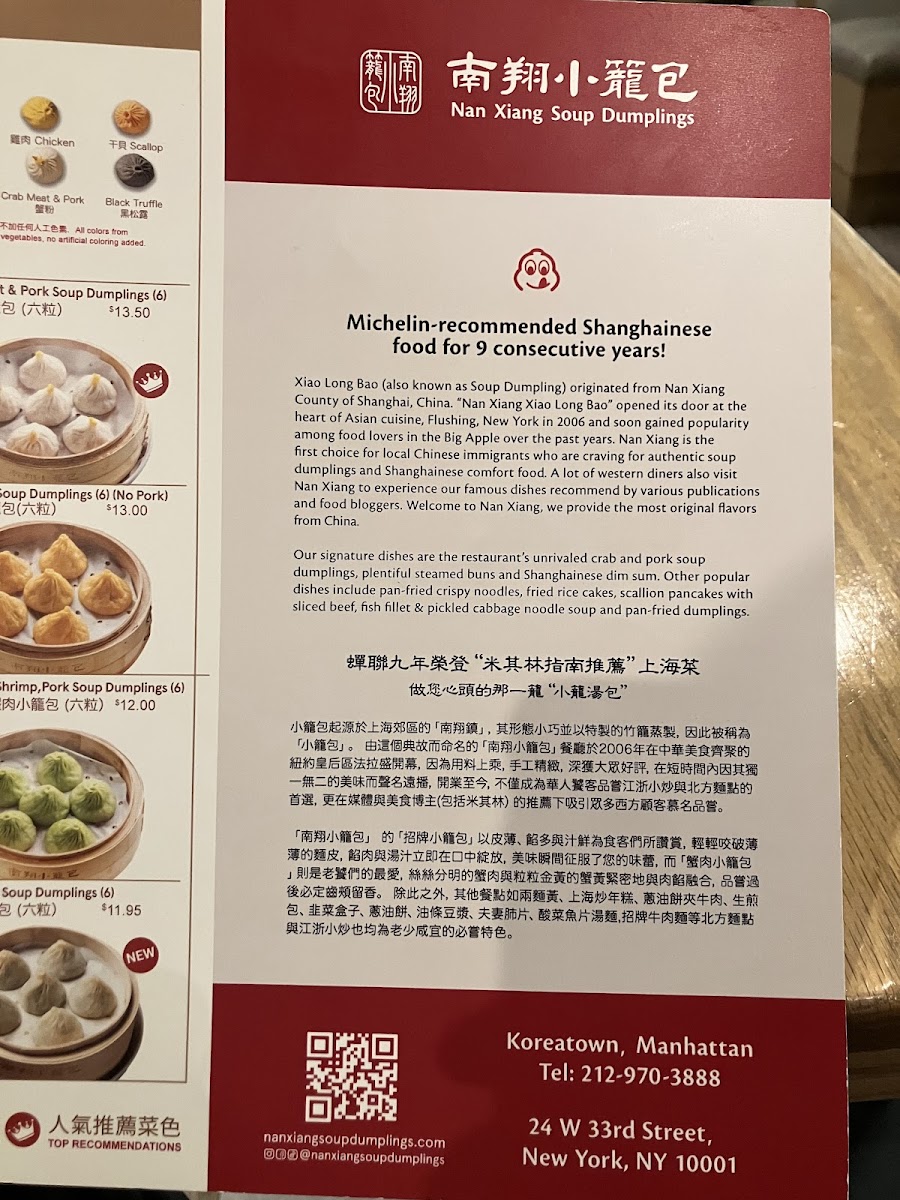 雞肉 Chicken
干貝 Scallop
Crab Meat & Pork
蟹粉
Black Truffle
黑松露
不加任何人工色素. All colors from
vegetables, no artificial coloring added.
& Pork Soup Dumplings (6)
包 (六粒) $13.50
Soup Dumplings (6) (No Pork)
包(六粒) $13.00
Shrimp,Pork Soup Dumplings (6)
肉小籠包 (六粒) $12.00
Soup Dumplings (6)
包 (六粒) $11.95
NEW
人氣推薦菜色
TOP RECOMMENDATIONS
南翔小籠包
南翔小籠包
Nan Xiang Soup Dumplings
Michelin-recommended Shanghainese
food for 9 consecutive years!
Xiao Long Bao (also known as Soup Dumpling) originated from Nan Xiang
County of Shanghai, China. “Nan Xiang Xiao Long Bao” opened its door at the
heart of Asian cuisine, Flushing, New York in 2006 and soon gained popularity
among food lovers in the Big Apple over the past years. Nan Xiang is the
first choice for local Chinese immigrants who are craving for authentic soup
dumplings and Shanghainese comfort food. A lot of western diners also visit
Nan Xiang to experience our famous dishes recommend by various publications
and food bloggers. Welcome to Nan Xiang, we provide the most original flavors
from China.
Our signature dishes are the restaurant’s unrivaled crab and pork soup
dumplings, plentiful steamed buns and Shanghainese dim sum. Other popular
dishes include pan-fried crispy noodles, fried rice cakes, scallion pancakes with
sliced beef, fish fillet & pickled cabbage noodle soup and pan-fried dumplings.
蟬聯九年榮登“米其林指南推薦”上海菜
做您心頭的那一籠“小籠湯包”
小籠包起源於上海郊區的「南翔鎮」, 其形態小巧並以特製的竹籠蒸製, 因此被稱為
「小籠包」。 由這個典故而命名的「南翔小籠包」餐廳於2006年在中華美食齊聚的
紐約皇后區法拉盛開幕, 因為用料上乘, 手工精緻, 深獲大眾好評, 在短時間內因其獨
一無二的美味而聲名遠播, 開業至今, 不僅成為華人饕客品嘗江浙小炒與北方麵點的
首選, 更在媒體與美食博主(包括米其林) 的推薦下吸引眾多西方顧客慕名品嘗。
「南翔小籠包」 的「招牌小籠包」以皮薄, 餡多與汁鮮為食客們所讚賞, 輕輕咬破薄
薄的麵皮, 餡肉與湯汁立即在口中綻放, 美味瞬間征服了您的味蕾, 而「蟹肉小籠包
」則是老饕們的最愛, 絲絲分明的蟹肉與粒粒金黃的蟹黃緊密地與肉餡融合, 品嘗過
後必定齒頰留香。 除此之外, 其他餐點如兩麵黃、上海炒年糕、蔥油餅夾牛肉、生煎
包、韭菜盒子、蔥油餅、油條豆漿、夫妻肺片、酸菜魚片湯麵,招牌牛肉麵等北方麵點
與江浙小炒也均為老少咸宜的必嘗特色。
nanxiangsoupdumplings.com
@nanxiangsoupdumplings
Koreatown, Manhattan
Tel: 212-970-3888
24 W 33rd Street,
New York, NY 10001